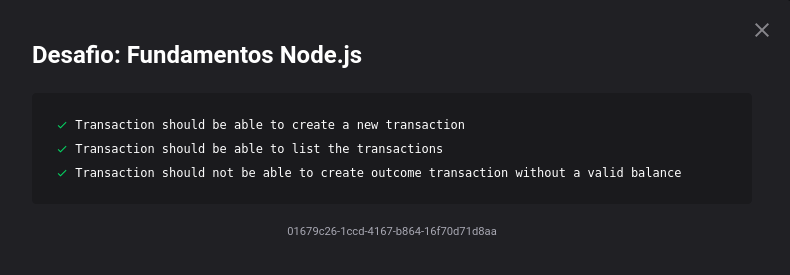 Desafio: Fundamentos Node.js
Transaction should be able to create a new transaction
Transaction should be able to list the transactions
Transaction should not be able to create outcome transaction without a valid balance
01679c26-1ccd-4167-b864-16f70d71d8aa